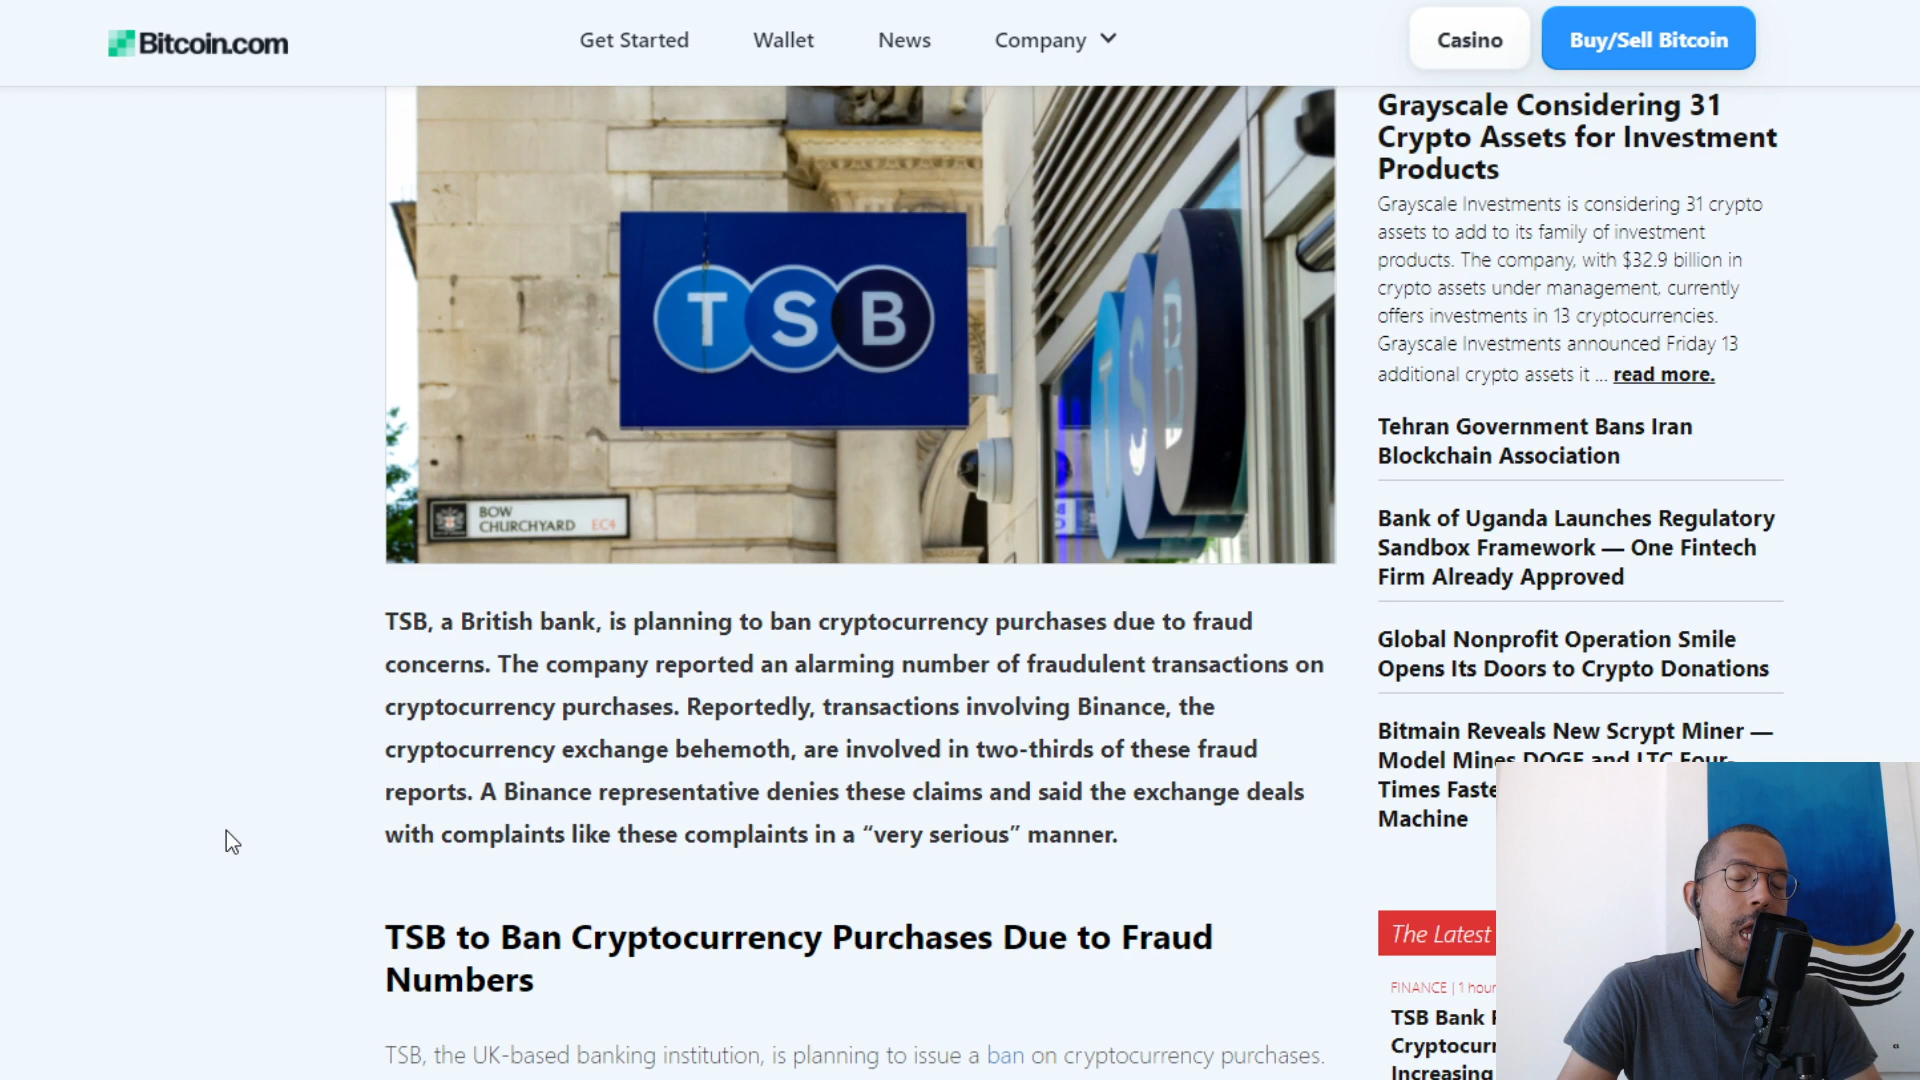 Bitcoin.com
Get Started
Wallet
News
Company
Casino
Buy/Sell Bitcoin
TSB
BOW
CHURCHYARD EC4
TSB
TSB, a British bank, is planning to ban cryptocurrency purchases due to fraud
concerns. The company reported an alarming number of fraudulent transactions on
cryptocurrency purchases. Reportedly, transactions involving Binance, the
cryptocurrency exchange behemoth, are involved in two-thirds of these fraud
reports. A Binance representative denies these claims and said the exchange deals
with complaints like these complaints in a “very serious” manner.
TSB to Ban Cryptocurrency Purchases Due to Fraud
Numbers
TSB, the UK-based banking institution, is planning to issue a ban on cryptocurrency purchases.
Grayscale Considering 31
Crypto Assets for Investment
Products
Grayscale Investments is considering 31 crypto
assets to add to its family of investment
products. The company, with $32.9 billion in
crypto assets under management, currently
offers investments in 13 cryptocurrencies.
Grayscale Investments announced Friday 13
additional crypto assets it ... read more.
Tehran Government Bans Iran
Blockchain Association
Bank of Uganda Launches Regulatory
Sandbox Framework — One Fintech
Firm Already Approved
Global Nonprofit Operation Smile
Opens Its Doors to Crypto Donations
Bitmain Reveals New Scrypt Miner —
Model Mines DOGE and LTC Four-
Times Faste
Machine
The Latest
FINANCE | 1 hour
TSB Bank
Cryptocurr
Increasing